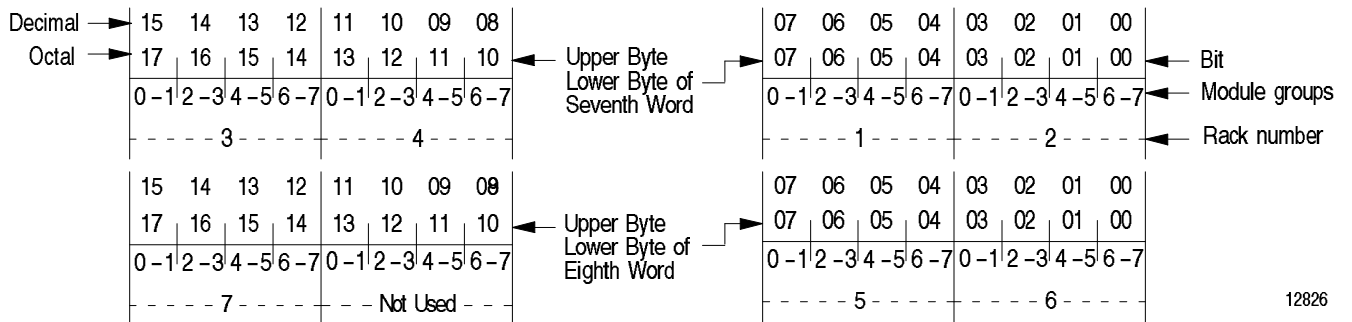 Decimal 15 14 13 12 11 10 09 08 07 06 05 04 03 02 01 00
Octal 17 16 15 14 13 12 11 10 Upper Byte 07 06 05 04 03 02 01 00 Bit
Lower Byte of
Seventh Word
0 –1 2 –3 4 –5 6 –7 0 –1 2 –3 4 –5 6 –7 0 –1 2 –3 4 –5 6 –7 0 –1 2 –3 4 –5 6 –7 Module groups
3 4 1 2 Rack number
15 14 13 12 11 10 09 08 07 06 05 04 03 02 01 00
17 16 15 14 13 12 11 10 Upper Byte 07 06 05 04 03 02 01 00
Lower Byte of
Eighth Word
0 –1 2 –3 4 –5 6 –7 0 –1 2 –3 4 –5 6 –7 0 –1 2 –3 4 –5 6 –7 0 –1 2 –3 4 –5 6 –7
7 Not Used 5 6 12826